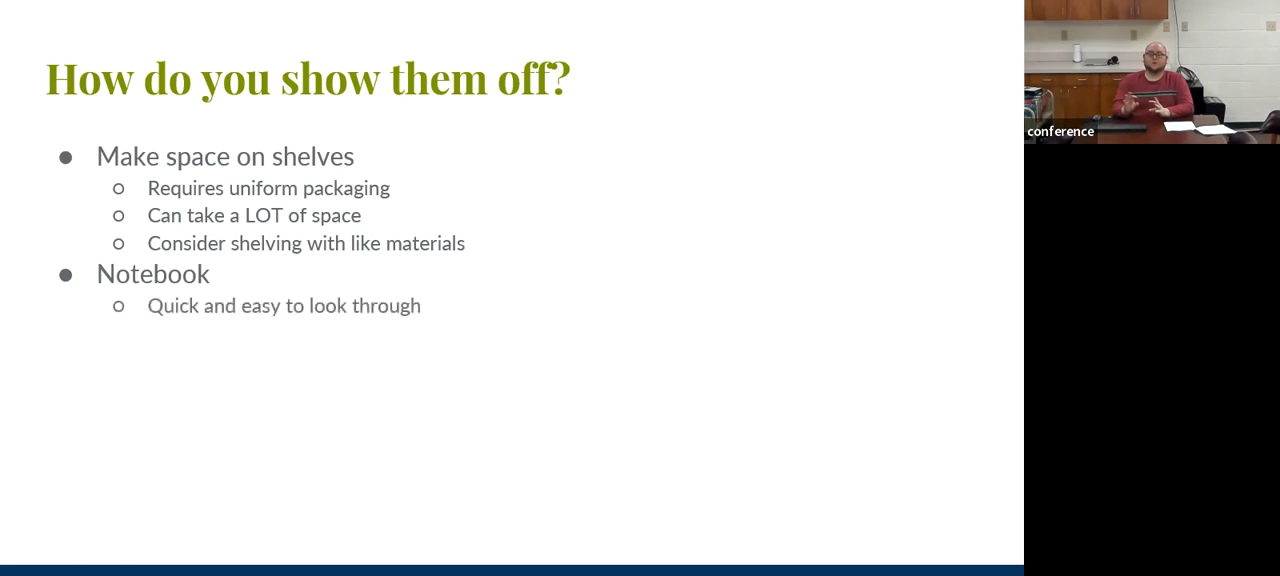 How do you show them off?
● Make space on shelves
○ Requires uniform packaging
○ Can take a LOT of space
○ Consider shelving with like materials
● Notebook
○ Quick and easy to look through
conference